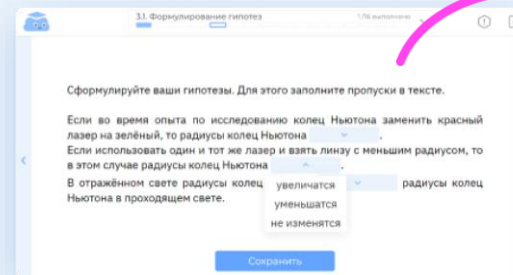 3.1. Формулирование гипотез
1/16 выполнено
Сформулируйте ваши гипотезы. Для этого заполните пропуски в тексте.
Если во время опыта по исследованию колец Ньютона заменить красный
лазер на зелёный, то радиусы колец Ньютона .
Если использовать один и тот же лазер и взять линзу с меньшим радиусом, то
в этом случае радиусы колец Ньютона .
В отражённом свете радиусы колец радиусы колец
Ньютона в проходящем свете.
увеличатся
уменьшатся
не изменятся
Сохранить